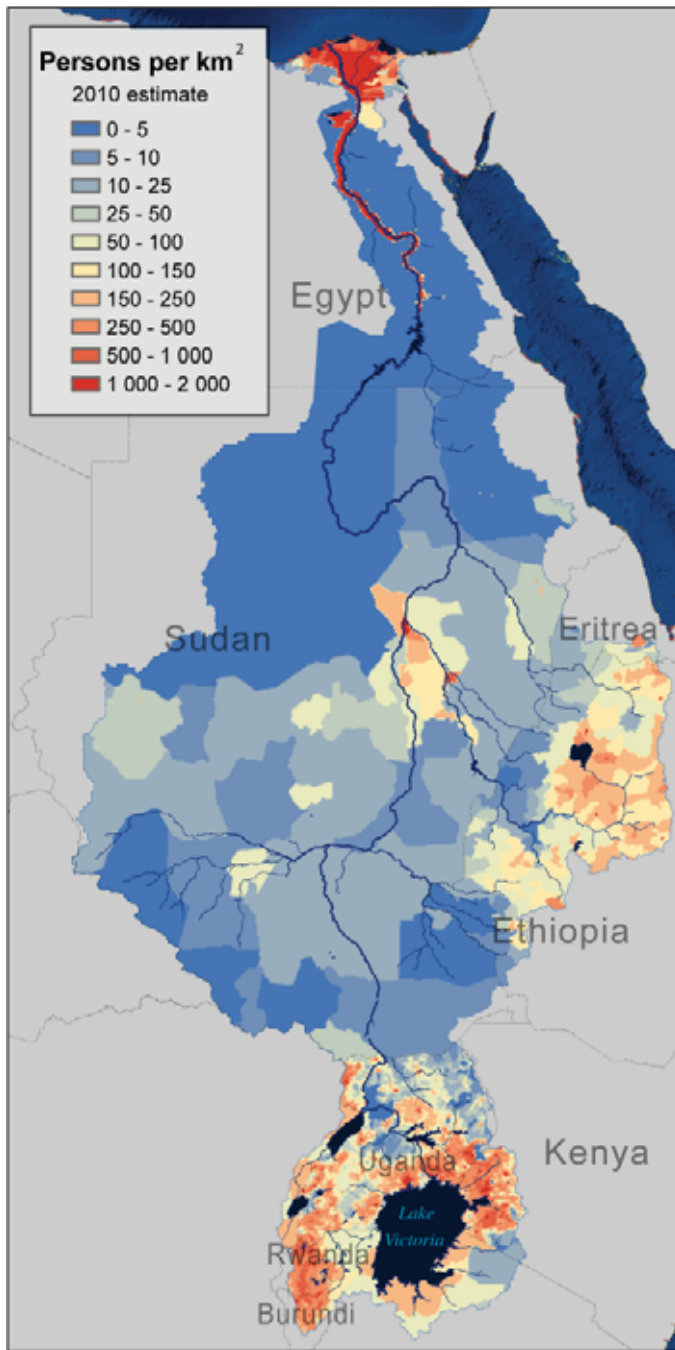 Persons per km²
2010 estimate
0 - 5
5 - 10
10 - 25
25 - 50
50 - 100
100 - 150
150 - 250
250 - 500
500 - 1 000
1 000 - 2 000
Egypt
Sudan
Eritrea
Ethiopia
Kenya
Uganda
Lake
Victoria
Rwanda
Burundi